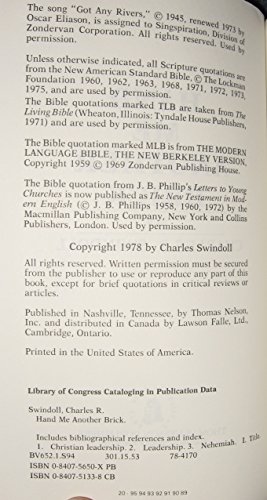 The song "Got Any Rivers," © 1945, renewed 1973 by
Oscar Eliason, is assigned to Singspiration, Division of
Zondervan Corporation. All rights reserved. Used by
permission.
Unless otherwise indicated, all Scripture quotations are
from the New American Standard Bible, © The Lockman
Foundation 1960, 1962, 1963, 1968, 1971, 1972, 1973,
1975, and are used by permission.
The Bible quotations marked TLB are taken from The
Living Bible (Wheaton, Illinois: Tyndale House Publishers,
1971) and are used by permission.
The Bible quotation marked MLB is from THE MODERN
LANGUAGE BIBLE, THE NEW BERKELEY VERSION,
Copyright 1959 © 1969 Zondervan Publishing House.
The Bible quotation from J. B. Phillip's Letters to Young
Churches is now published as The New Testament in Mod-
ern English (© J. B. Phillips 1958, 1960, 1972) by the
Macmillan Publishing Company, New York and Collins
Publishers, London. Used by permission.
Copyright 1978 by Charles Swindoll
All rights reserved. Written permission must be secured
from the publisher to use or reproduce any part of this
book, except for brief quotations in critical reviews or
articles.
Published in Nashville, Tennessee, by Thomas Nelson,
Inc. and distributed in Canada by Lawson Falle, Ltd.,
Cambridge, Ontario.
Printed in the United States of America.
Library of Congress Cataloging in Publication Data
Swindoll, Charles R.
Hand Me Another Brick.
Includes bibliographical references and index.
1. Christian leadership. 2. Leadership. 3. Nehemiah. I. Title.
BV652.1.S94 301.15.53 78-4170
ISBN 0-8407-5650-X PB
ISBN 0-8407-5133-8 CB
20 - 95 94 93 92 91 90 89